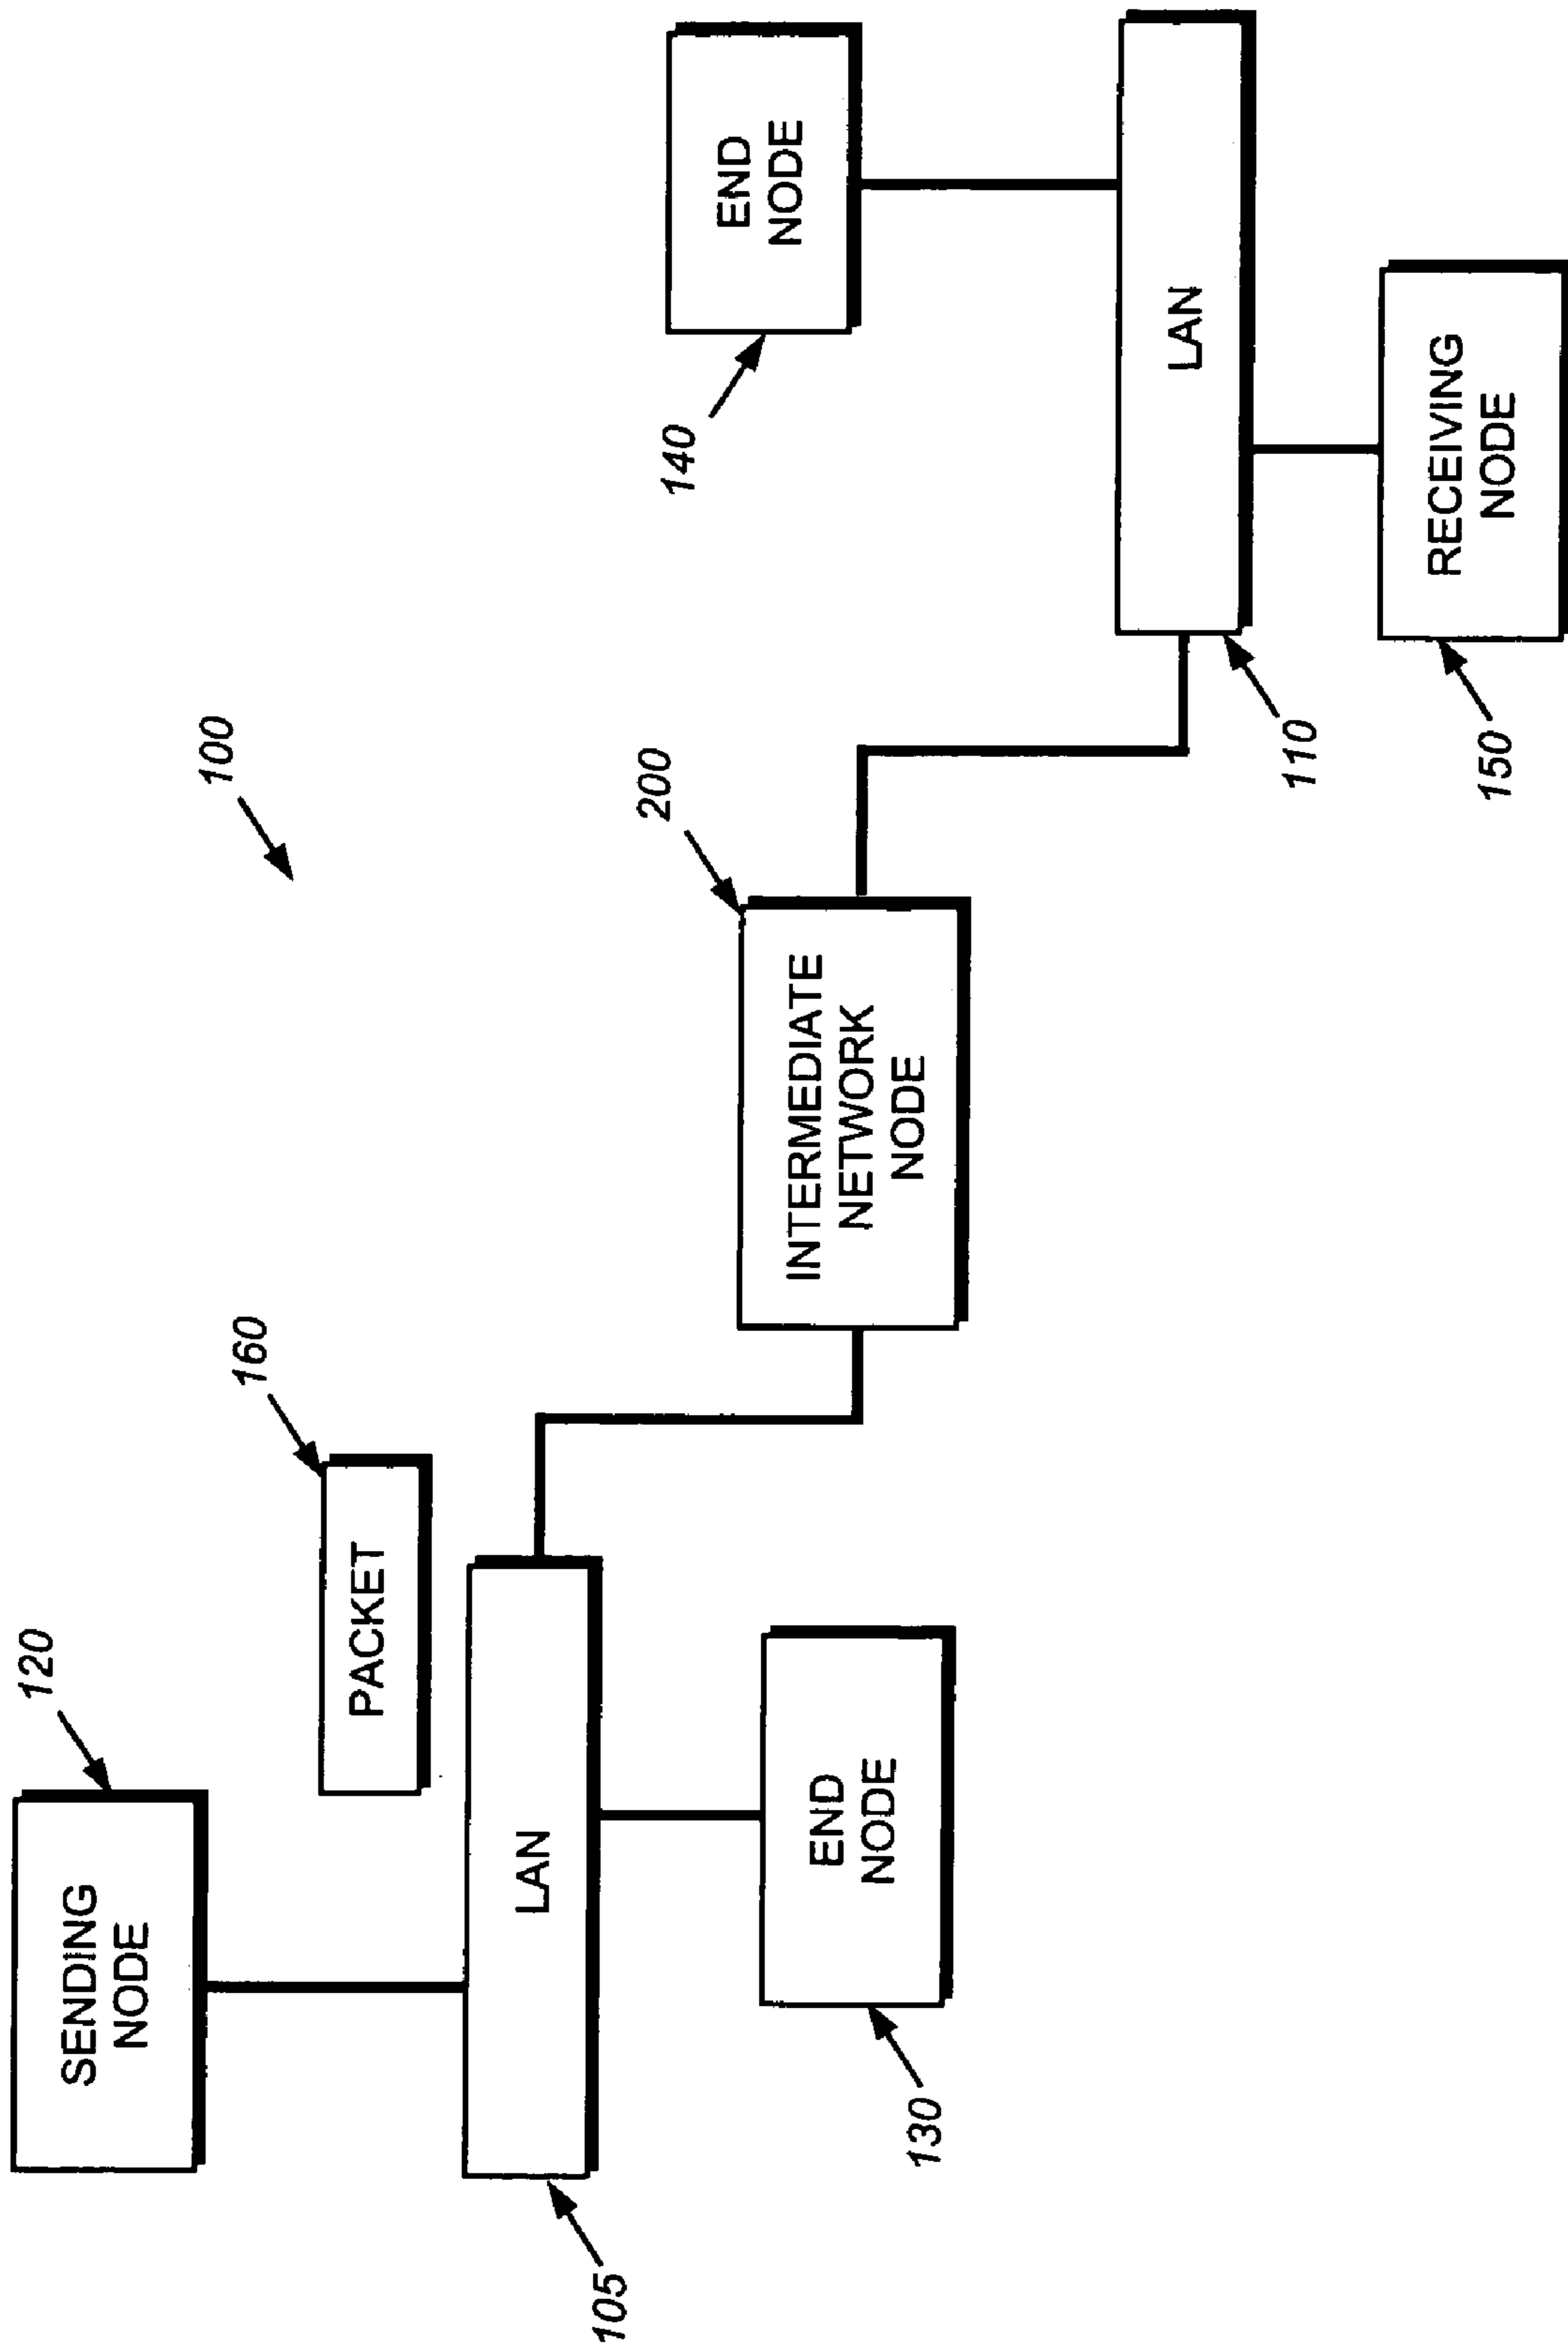 100
120
SENDING
NODE
160
PACKET
LAN
105
END
NODE
130
200
INTERMEDIATE
NETWORK
NODE
140
END
NODE
LAN
110
RECEIVING
NODE
150